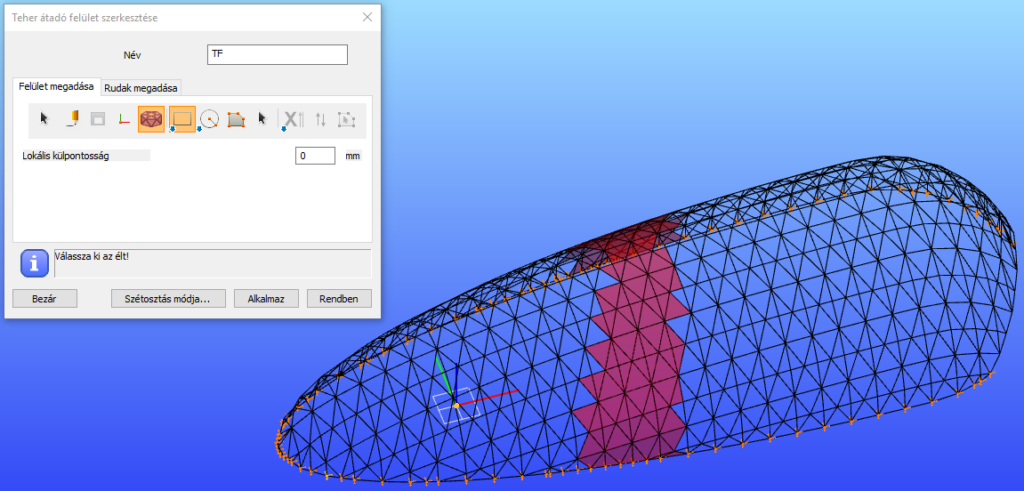 Teher átadó felület szerkesztése
Név
TF
Felület megadása
Rudak megadása
Lokális külpontosság
0
mm
Válassza ki az élt!
Bezár
Szétosztás módja...
Alkalmaz
Rendben